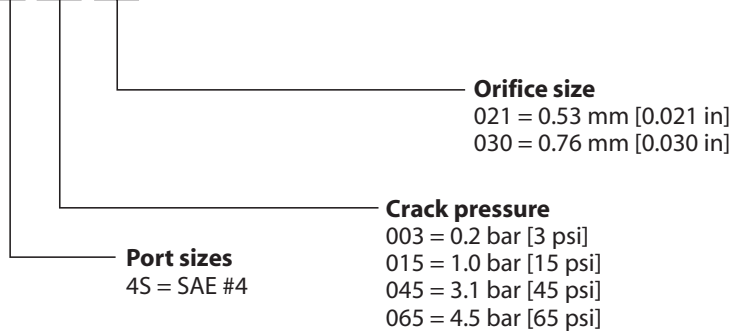 Orifice size
021 = 0.53 mm [0.021 in]
030 = 0.76 mm [0.030 in]
Crack pressure
003 = 0.2 bar [3 psi]
015 = 1.0 bar [15 psi]
045 = 3.1 bar [45 psi]
065 = 4.5 bar [65 psi]
Port sizes
4S = SAE #4